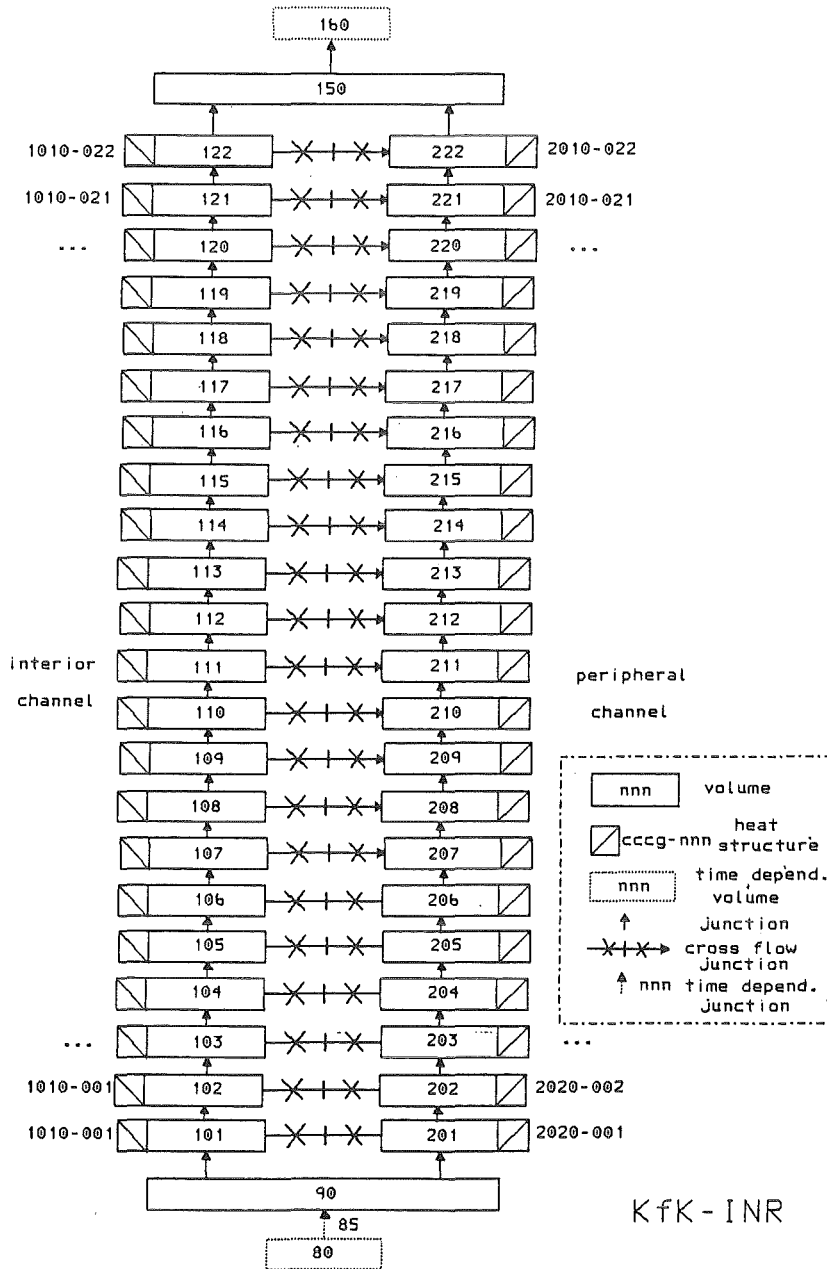 160
150
1010-022 122 222 2010-022
1010-021 121 221 2010-021
... 120 220 ...
119 219
118 218
117 217
116 216
115 215
114 214
113 213
112 212
interior
channel
111 211
peripheral
channel
110 210
109 209
108 208
107 207
106 206
105 205
104 204
... 103 203 ...
1010-001 102 202 2020-002
1010-001 101 201 2020-001
90
85
80
nnn volume
cccg-nnn heat
structure
nnn time depend.
volume
junction
cross flow
junction
nnn time depend.
junction
KfK-INR